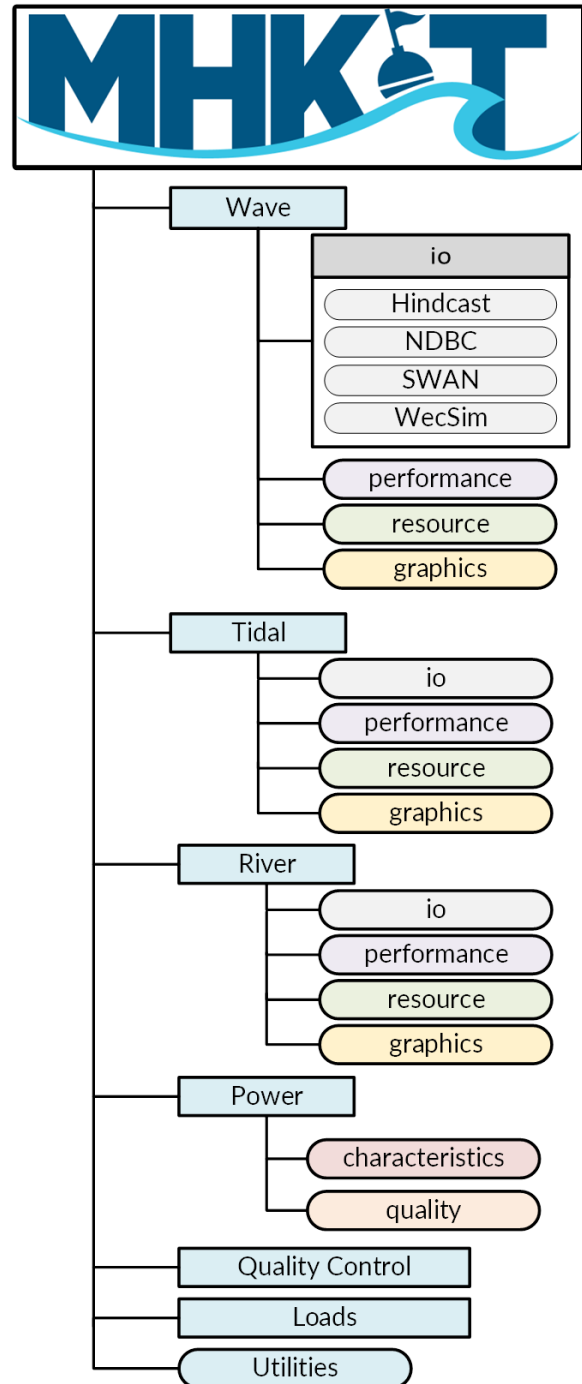 MHKiT
Wave
io
Hindcast
NDBC
SWAN
WecSim
performance
resource
graphics
Tidal
io
performance
resource
graphics
River
io
performance
resource
graphics
Power
characteristics
quality
Quality Control
Loads
Utilities